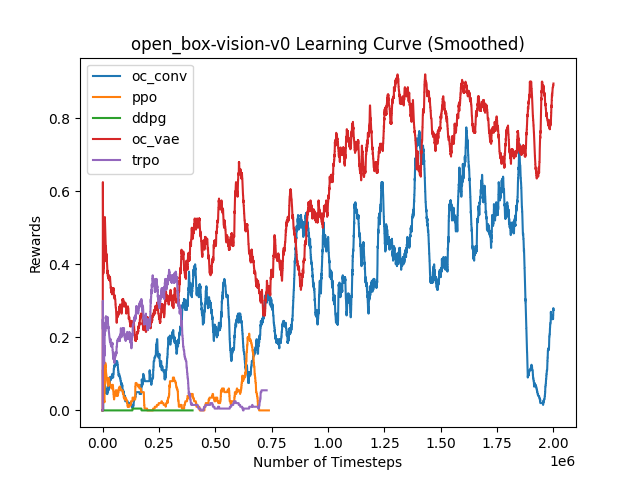 open_box-vision-v0 Learning Curve (Smoothed)
oc_conv
ppo
ddpg
oc_vae
trpo
Rewards
0.8
0.6
0.4
0.2
0.0
0.00 0.25 0.50 0.75 1.00 1.25 1.50 1.75 2.00
Number of Timesteps
1e6